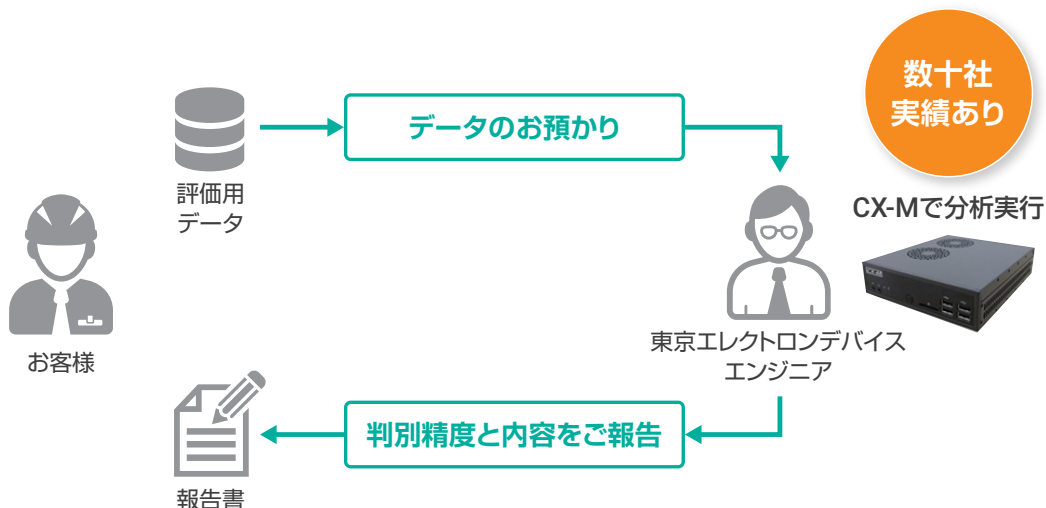 数十社
実績あり
データのお預かり
評価用
データ
CX-Mで分析実行
CX-M
お客様
東京エレクトロンデバイス
エンジニア
判別精度と内容をご報告
報告書